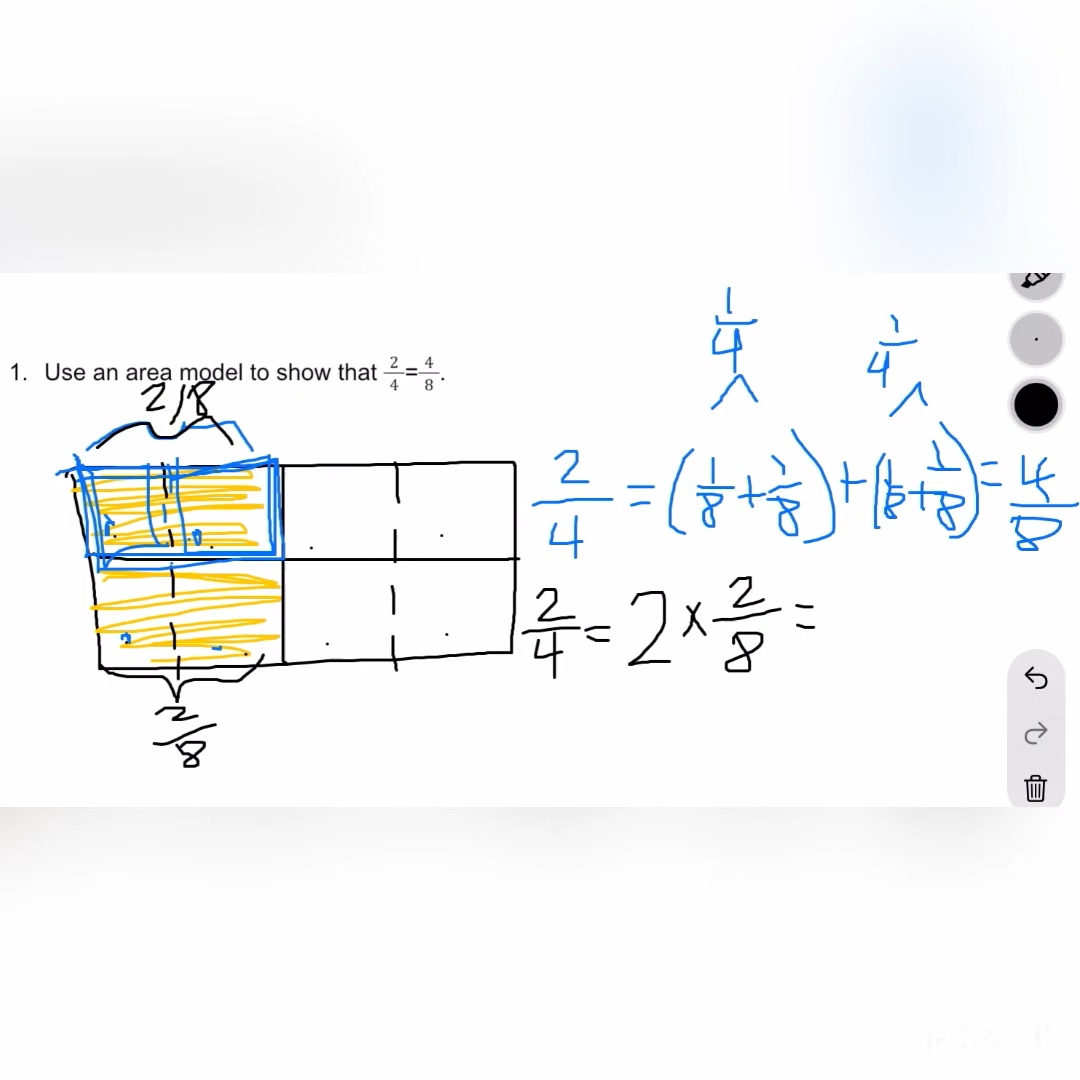 1. Use an area model to show that 2/4=4/8.
2/8
1/4 1/4
2/4 = (1/8+1/8)+(1/8+1/8)=4/8
2/4=2×2/8=
2/8